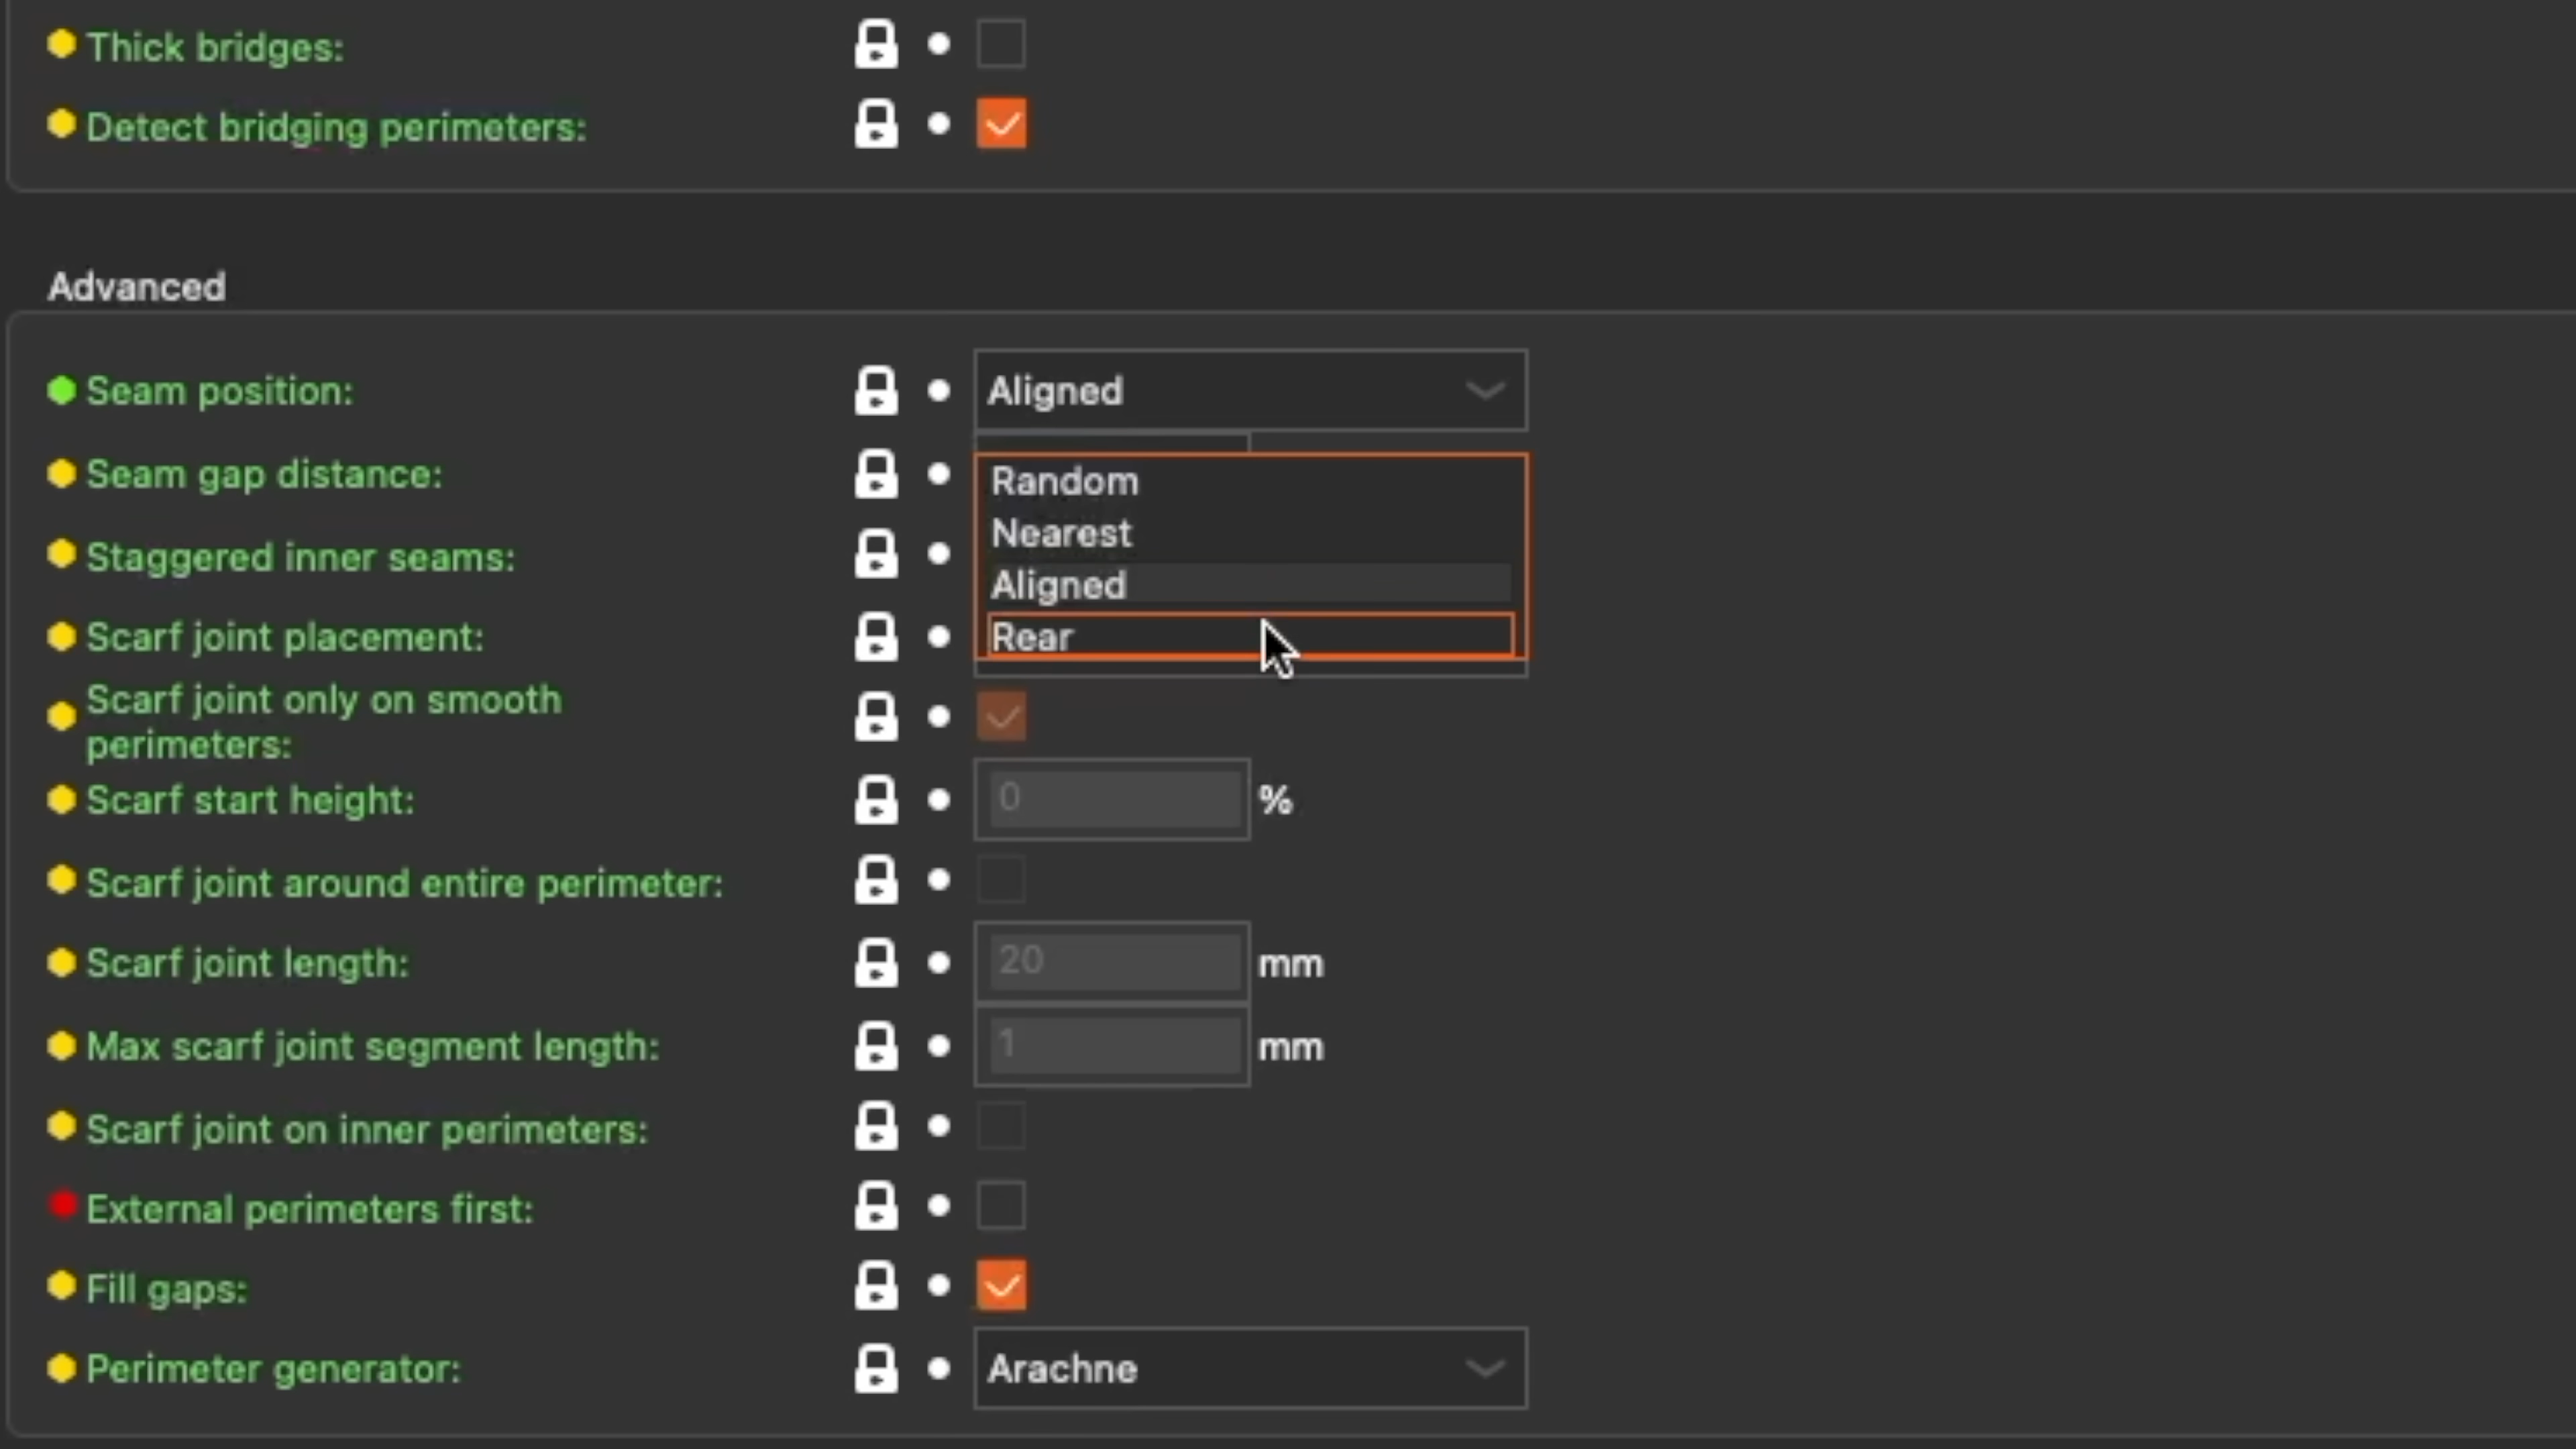 Thick bridges:
Detect bridging perimeters:
Advanced
Seam position: Aligned
Seam gap distance:
Random
Nearest
Staggered inner seams:
Aligned
Scarf joint placement:
Rear
Scarf joint only on smooth
perimeters:
Scarf start height: 0 %
Scarf joint around entire perimeter:
Scarf joint length: 20 mm
Max scarf joint segment length: 1 mm
Scarf joint on inner perimeters:
External perimeters first:
Fill gaps:
Perimeter generator: Arachne